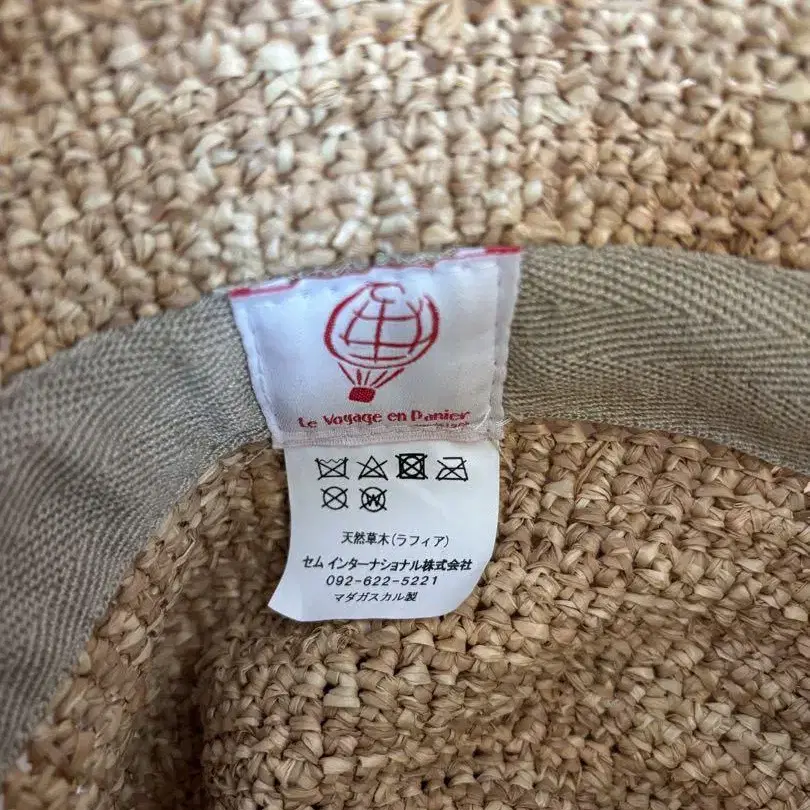 Le Voyage en Panier
天然草木(ラフィア)
セム インターナショナル株式会社
092-622-5221
マダガスカル製